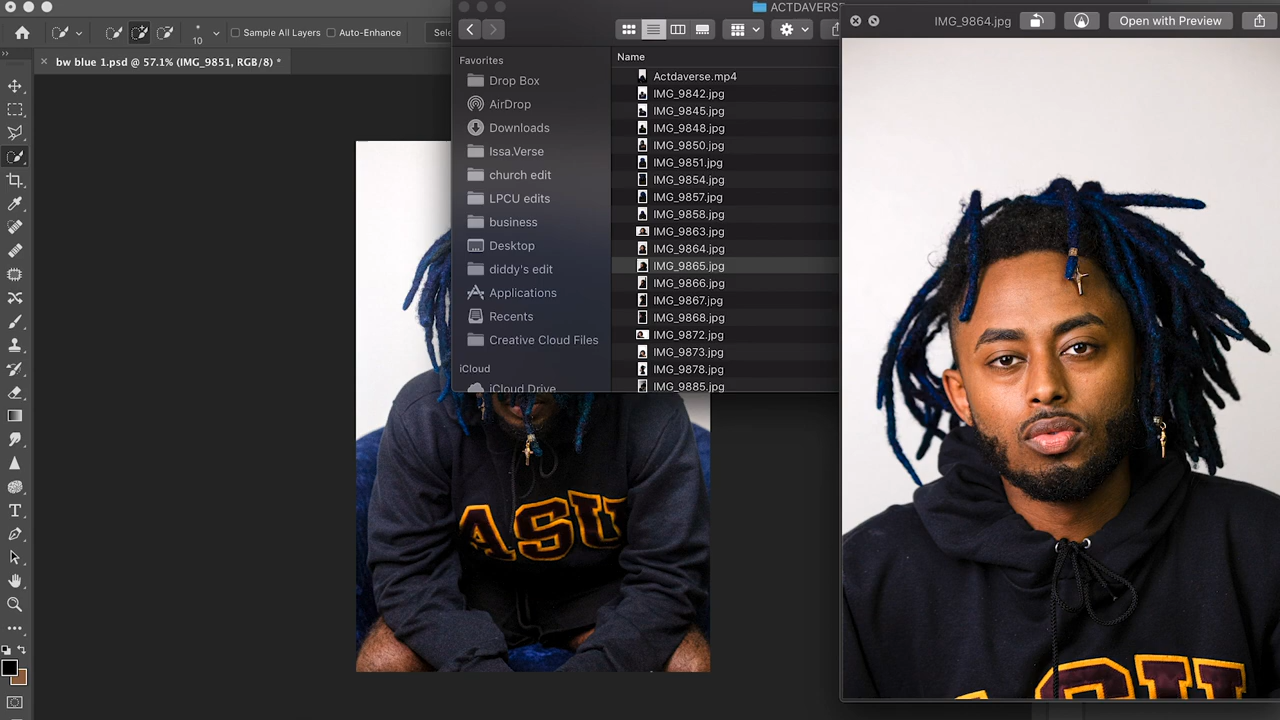 ACTDAVERSE
IMG_9864.jpg
Open with Preview
10
Sample All Layers
Auto-Enhance
Sele
bw blue 1.psd @ 57.1% (IMG_9851, RGB/8) *
Favorites
Drop Box
AirDrop
Downloads
Issa.Verse
church edit
LPCU edits
business
Desktop
diddy's edit
Applications
Recents
Creative Cloud Files
iCloud
iCloud Drive
Name
Actdaverse.mp4
IMG_9842.jpg
IMG_9845.jpg
IMG_9848.jpg
IMG_9850.jpg
IMG_9851.jpg
IMG_9854.jpg
IMG_9857.jpg
IMG_9858.jpg
IMG_9863.jpg
IMG_9864.jpg
IMG_9865.jpg
IMG_9866.jpg
IMG_9867.jpg
IMG_9868.jpg
IMG_9872.jpg
IMG_9873.jpg
IMG_9878.jpg
IMG_9885.jpg
ASU
ASU